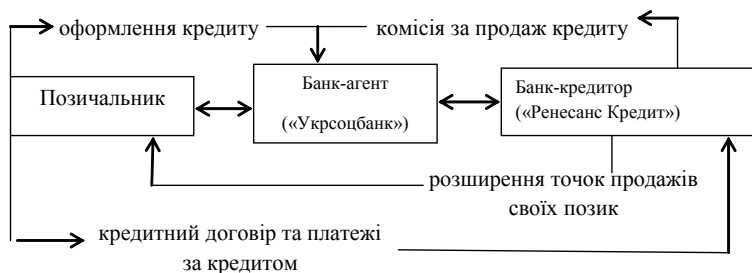 оформлення кредиту
комісія за продаж кредиту
Позичальник
Банк-агент
(«Укрсоцбанк»)
Банк-кредитор
(«Ренесанс Кредит»)
розширення точок продажів
своїх позик
кредитний договір та платежі
за кредитом